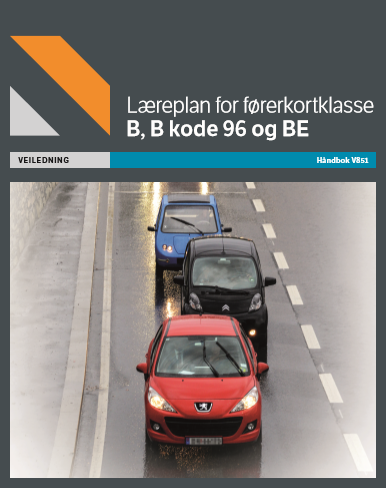 Læreplan for førerkortklasse
B, B kode 96 og BE
VEILEDNING
Håndbok V851